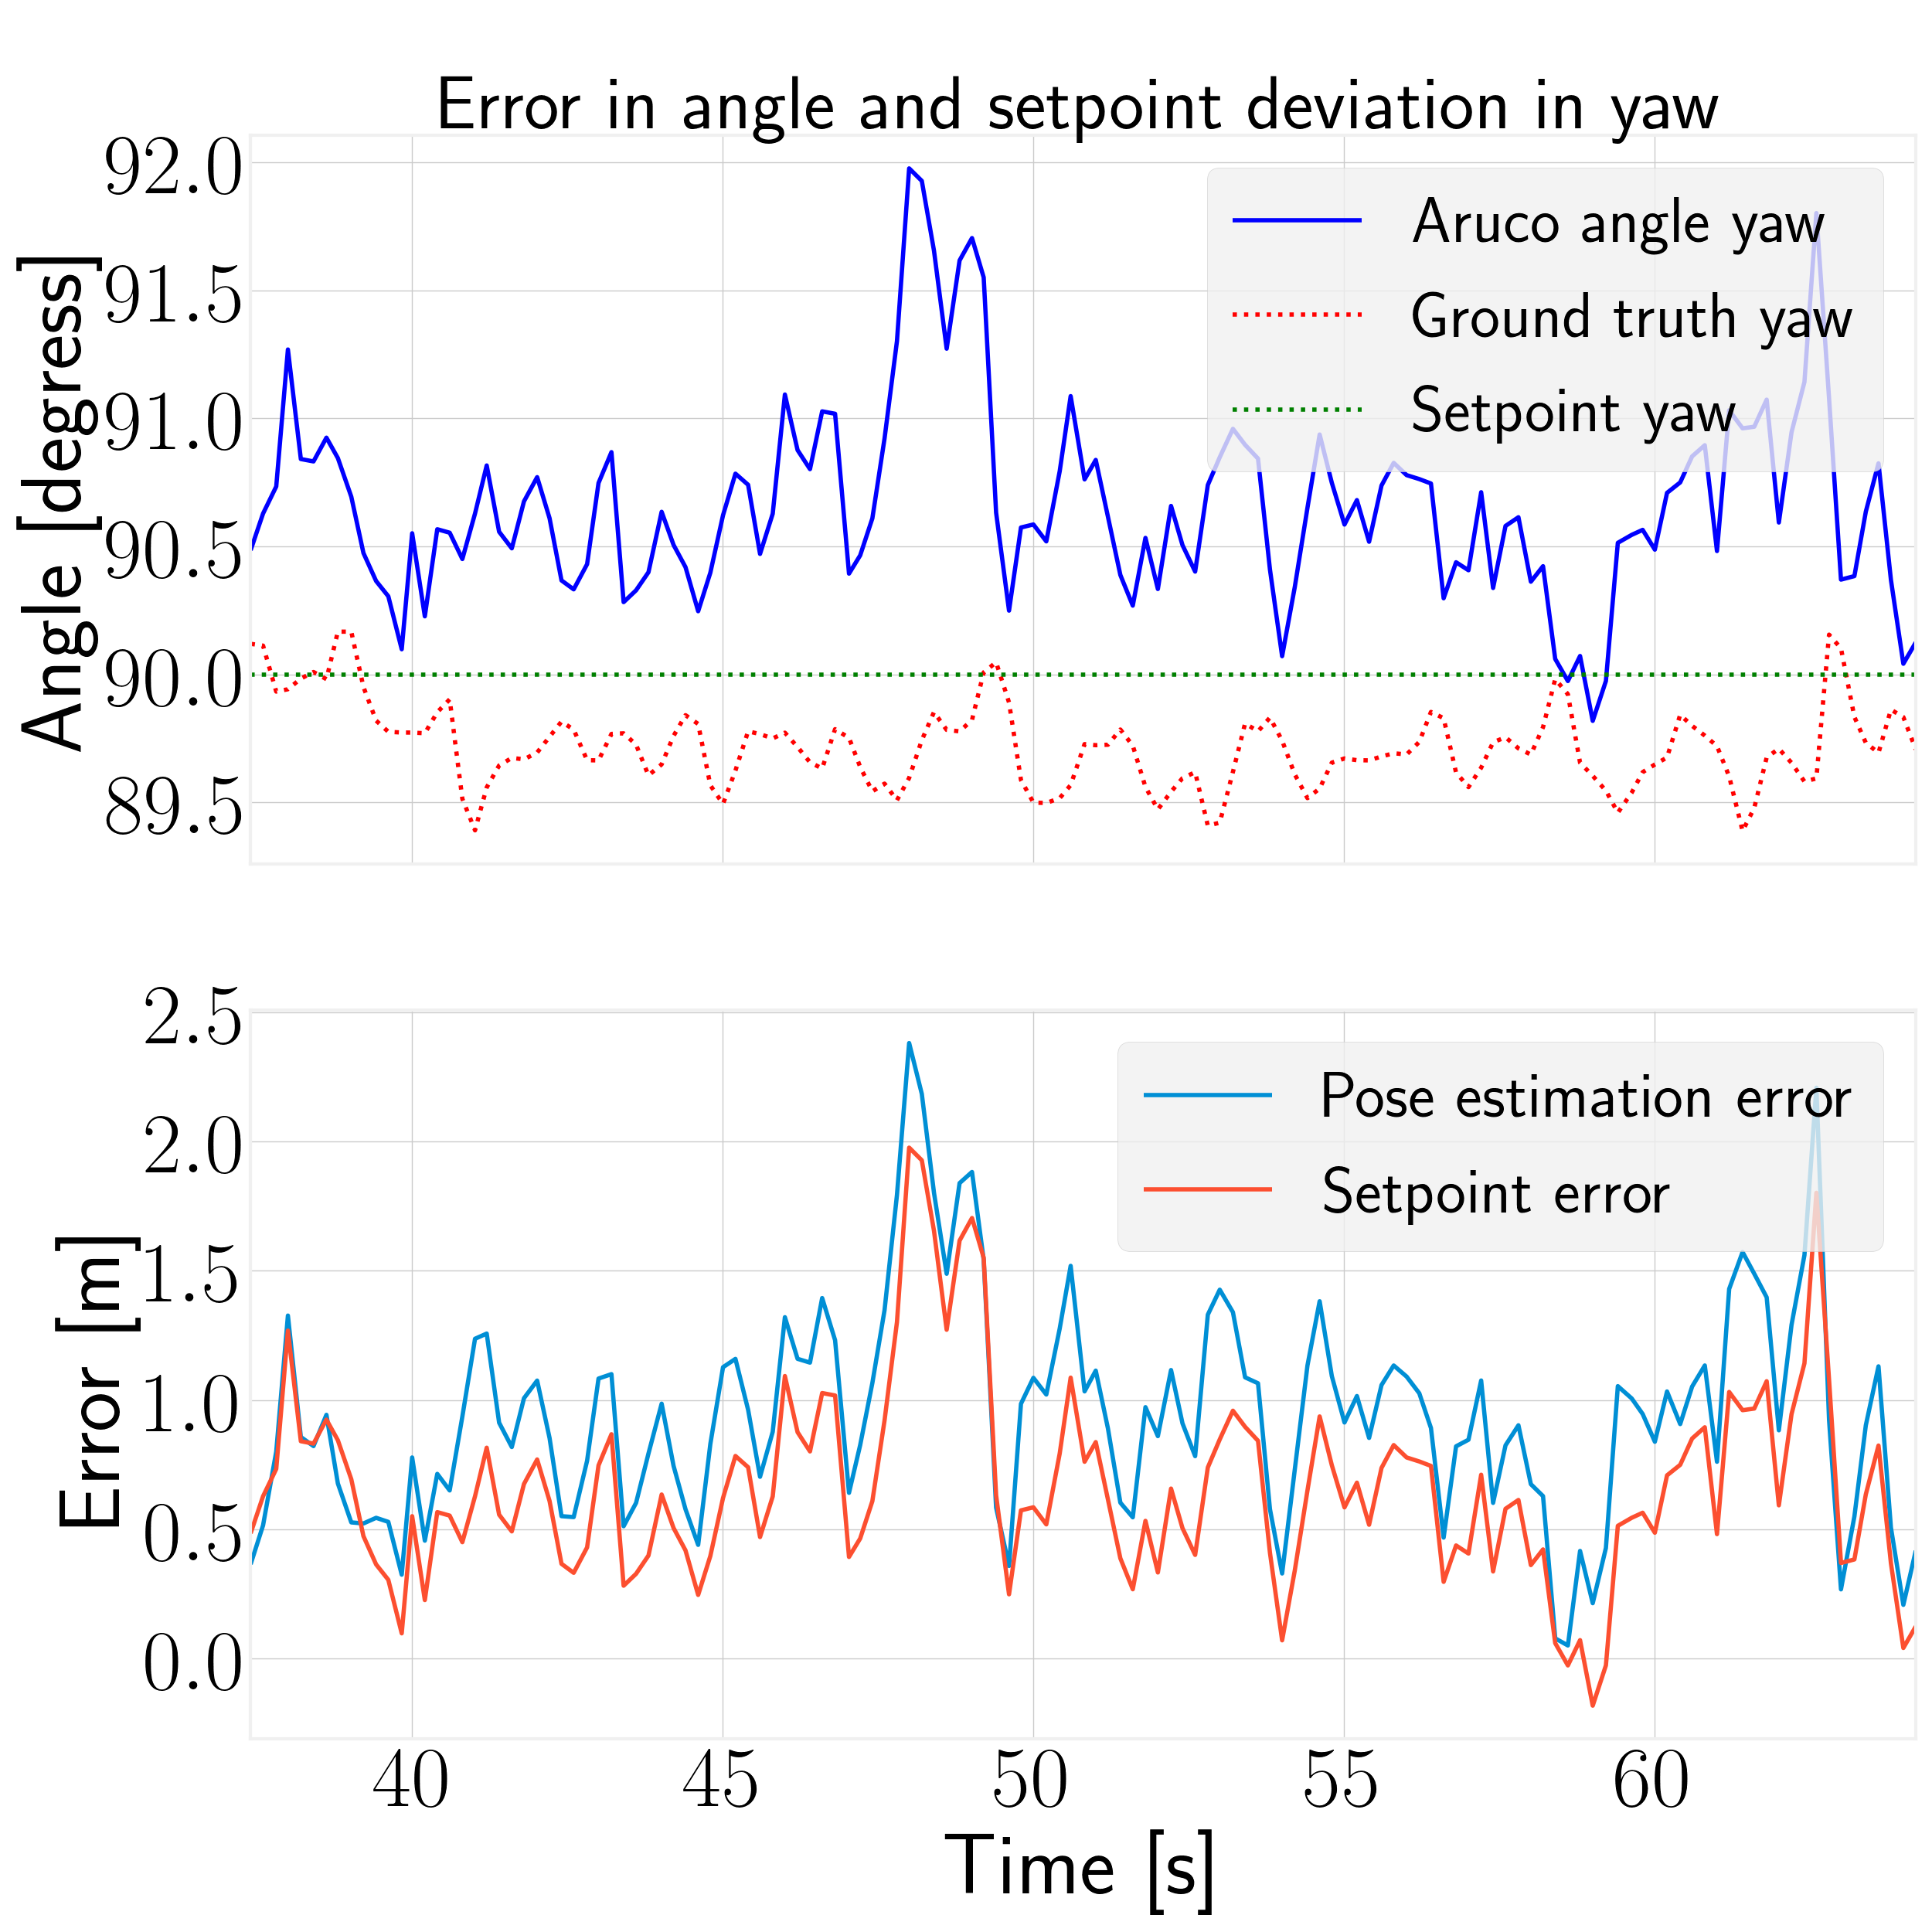 Error in angle and setpoint deviation in yaw
Angle [degress]
92.0
91.5
91.0
90.5
90.0
89.5
Aruco angle yaw
Ground truth yaw
Setpoint yaw
Error [m]
2.5
2.0
1.5
1.0
0.5
0.0
Pose estimation error
Setpoint error
40 45 50 55 60
Time [s]